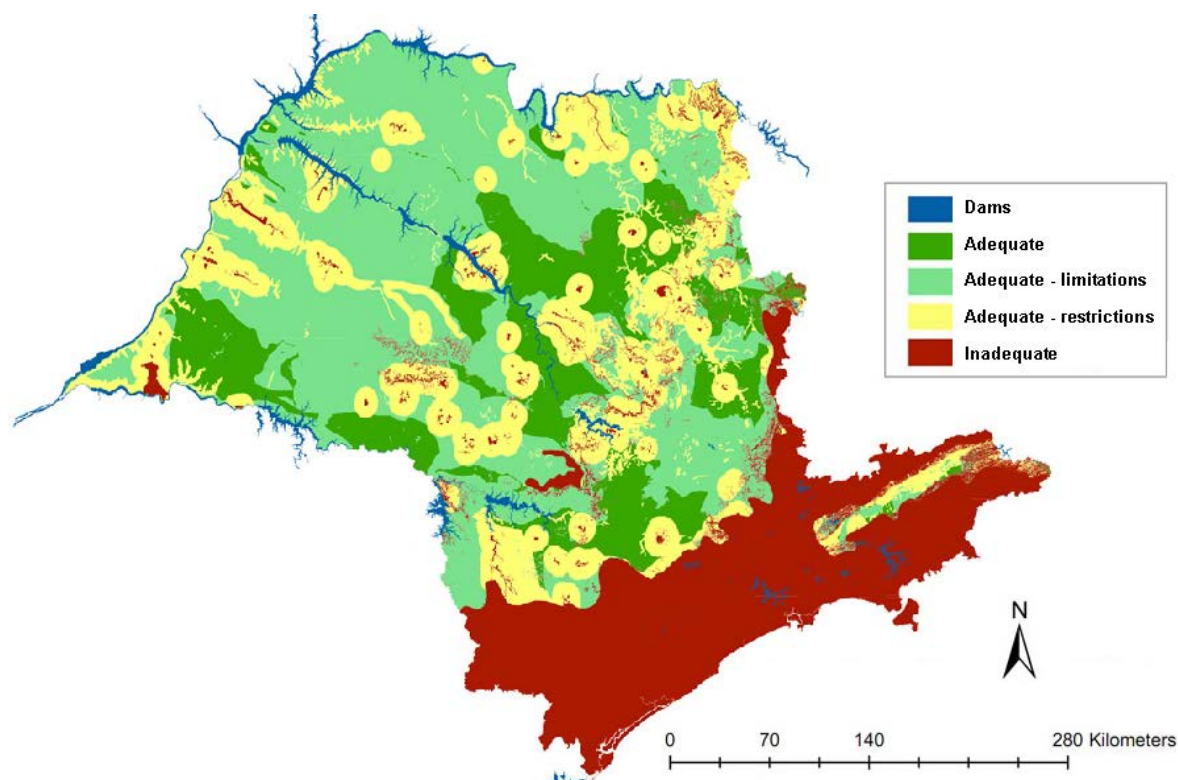 Dams
Adequate
Adequate - limitations
Adequate - restrictions
Inadequate
N
0 70 140 280 Kilometers